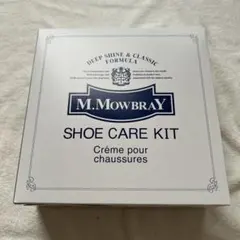 DEEP SHINE & CLASSIC
FORMULA
M.MOWBRAY
SHOE CARE KIT
Crème pour
chaussures